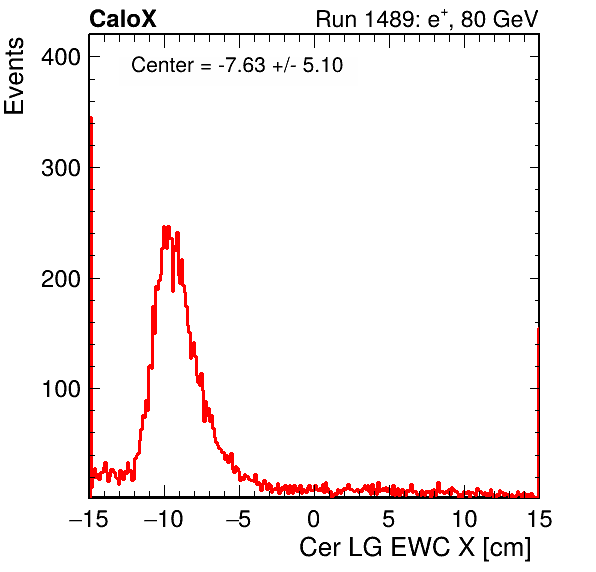 CaloX
Run 1489: e+, 80 GeV
Center = -7.63 +/- 5.10
Events
400
300
200
100
−15
−10
−5
0
5
10
15
Cer LG EWC X [cm]